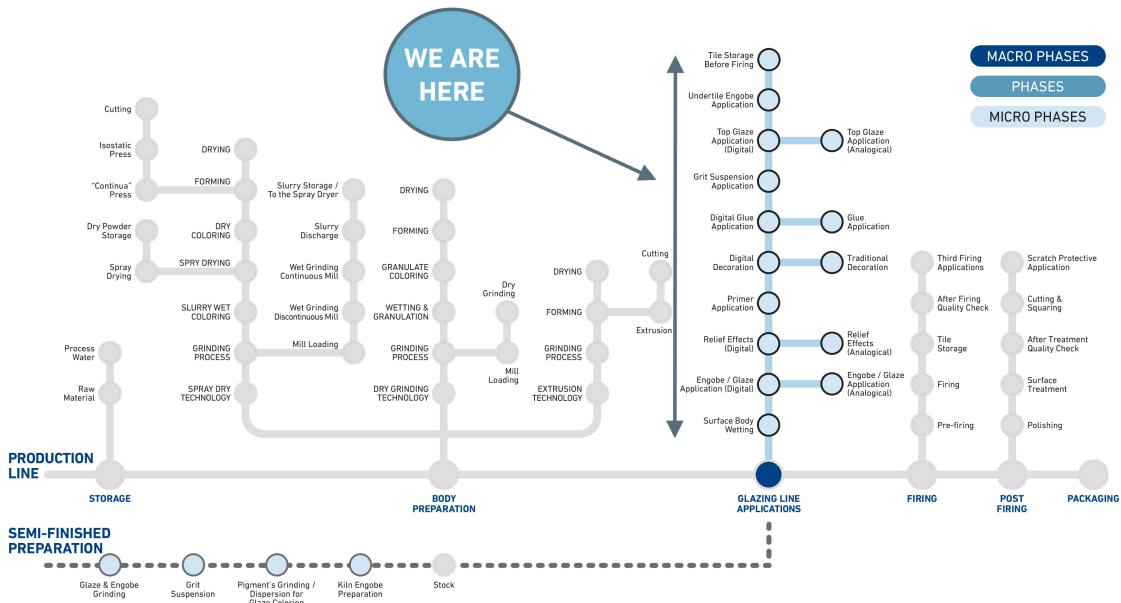 WE ARE
HERE
MACRO PHASES
PHASES
MICRO PHASES
Cutting
Isostatic
Press
"Continua"
Press
Dry Powder
Storage
Spray
Drying
Process
Water
Raw
Material
DRYING
FORMING
DRY
COLORING
SPRY DRYING
SLURRY WET
COLORING
GRINDING
PROCESS
SPRAY DRY
TECHNOLOGY
Slurry Storage /
To the Spray Dryer
Slurry
Discharge
Wet Grinding
Continuous Mill
Wet Grinding
Discontinuous Mill
Mill Loading
DRYING
FORMING
GRANULATE
COLORING
WETTING &
GRANULATION
GRINDING
PROCESS
DRY GRINDING
TECHNOLOGY
Dry
Grinding
Mill
Loading
DRYING
FORMING
GRINDING
PROCESS
EXTRUSION
TECHNOLOGY
Cutting
Extrusion
Tile Storage
Before Firing
Undertile Engobe
Application
Top Glaze
Application
(Digital)
Top Glaze
Application
(Analogical)
Grit Suspension
Application
Digital Glue
Application
Glue
Application
Digital
Decoration
Traditional
Decoration
Primer
Application
Relief Effects
(Digital)
Relief
Effects
(Analogical)
Engobe / Glaze
Application (Digital)
Engobe / Glaze
Application
(Analogical)
Surface Body
Wetting
Third Firing
Applications
After Firing
Quality Check
Tile
Storage
Firing
Pre-firing
Scratch Protective
Application
Cutting &
Squaring
After Treatment
Quality Check
Surface
Treatment
Polishing
PRODUCTION
LINE
STORAGE
BODY
PREPARATION
GLAZING LINE
APPLICATIONS
FIRING
POST
FIRING
PACKAGING
SEMI-FINISHED
PREPARATION
Glaze & Engobe
Grinding
Grit
Suspension
Pigment's Grinding /
Dispersion for
Glaze Coloring
Kiln Engobe
Preparation
Stock